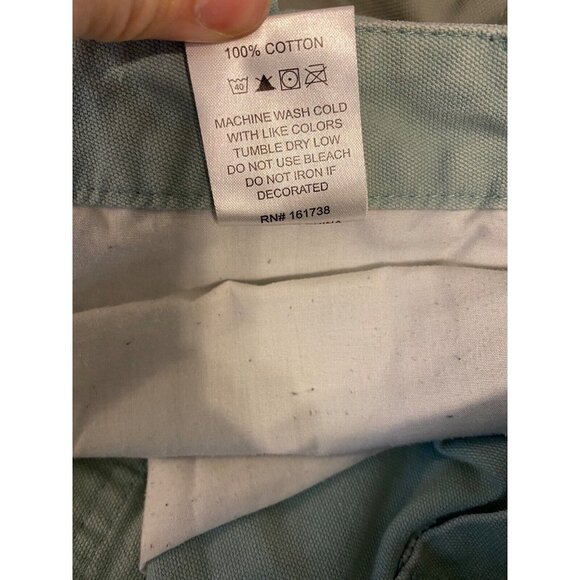 100% COTTON
40
MACHINE WASH COLD
WITH LIKE COLORS
TUMBLE DRY LOW
DO NOT USE BLEACH
DO NOT IRON IF
DECORATED
RN# 161738